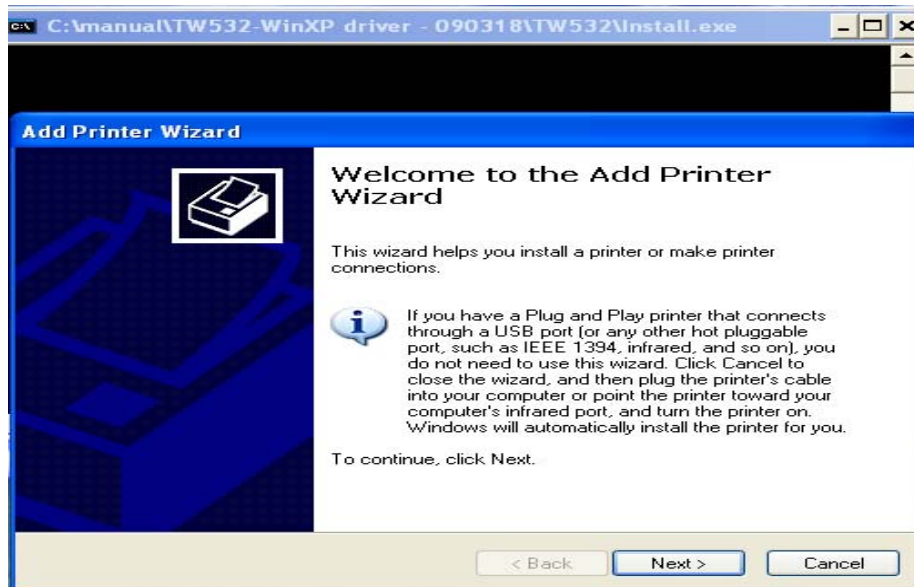 C:\manual\TW532-WinXP driver - 090318\TW532\Install.exe
Add Printer Wizard
Welcome to the Add Printer
Wizard
This wizard helps you install a printer or make printer
connections.
If you have a Plug and Play printer that connects
through a USB port (or any other hot pluggable
port, such as IEEE 1394, infrared, and so on), you
do not need to use this wizard. Click Cancel to
close the wizard, and then plug the printer's cable
into your computer or point the printer toward your
computer's infrared port, and turn the printer on.
Windows will automatically install the printer for you.
To continue, click Next.
< Back Next > Cancel